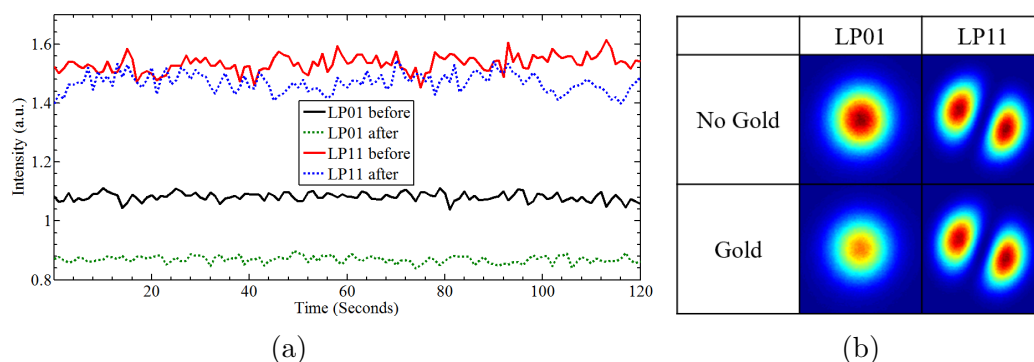 Intensity (a.u.)
1.6
1.4
1.2
1
0.8
LP01 before
LP01 after
LP11 before
LP11 after
20 40 60 80 100 120
Time (Seconds)
(a)
LP01 LP11
No Gold
Gold
(b)